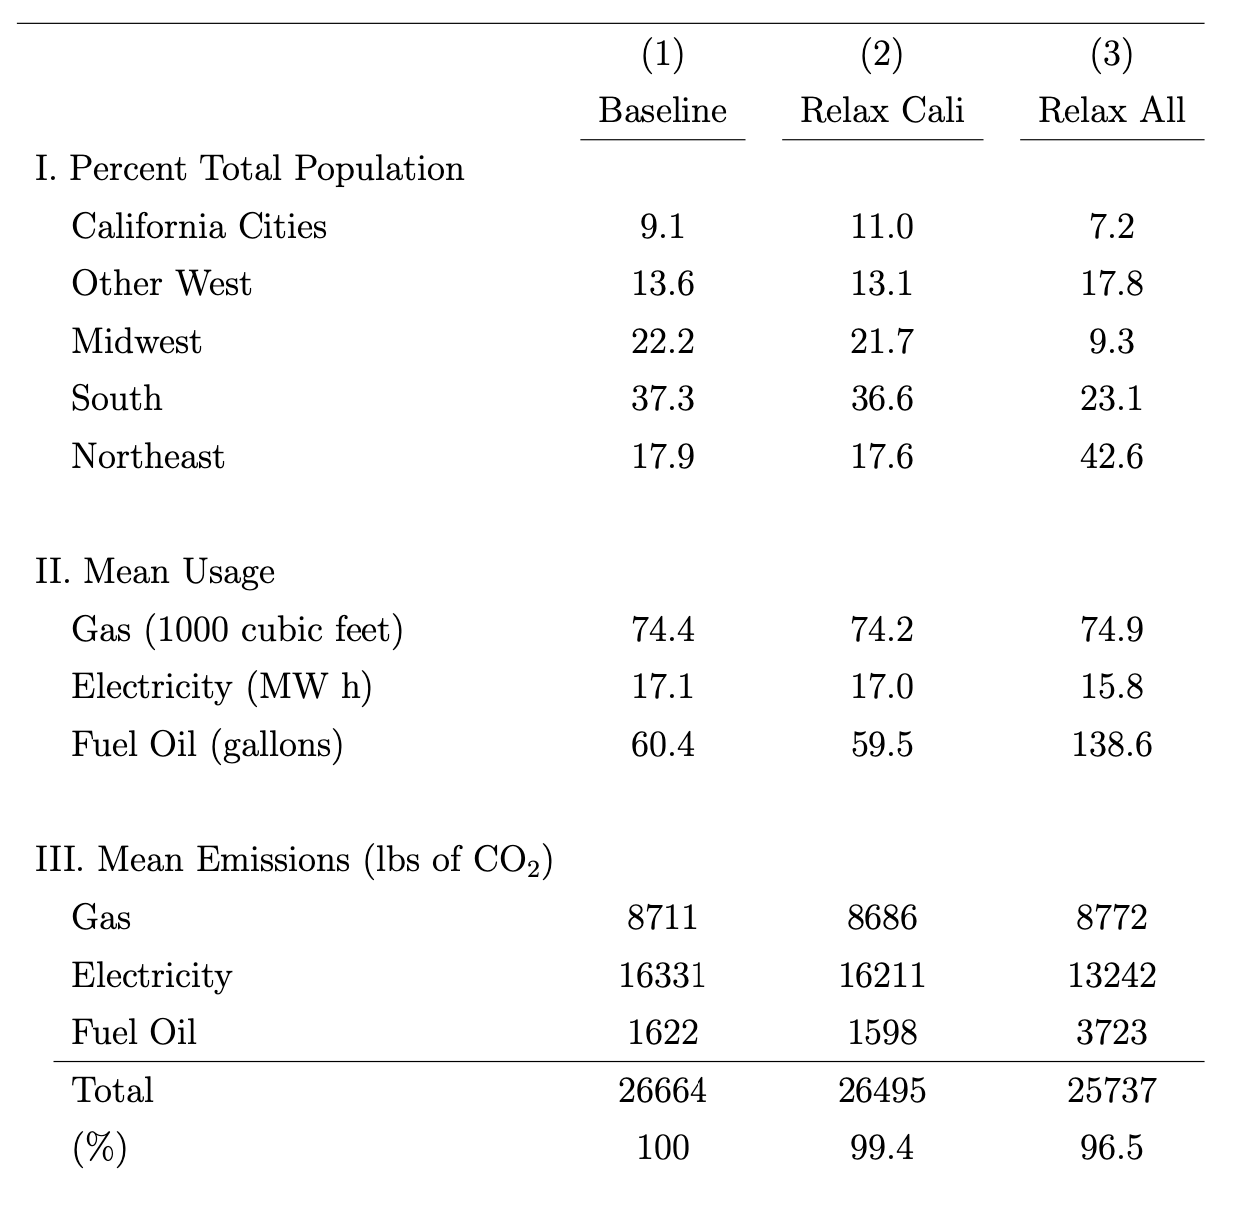 (1) (2) (3)
Baseline Relax Cali Relax All
I. Percent Total Population
California Cities 9.1 11.0 7.2
Other West 13.6 13.1 17.8
Midwest 22.2 21.7 9.3
South 37.3 36.6 23.1
Northeast 17.9 17.6 42.6
II. Mean Usage
Gas (1000 cubic feet) 74.4 74.2 74.9
Electricity (MW h) 17.1 17.0 15.8
Fuel Oil (gallons) 60.4 59.5 138.6
III. Mean Emissions (lbs of CO₂)
Gas 8711 8686 8772
Electricity 16331 16211 13242
Fuel Oil 1622 1598 3723
Total 26664 26495 25737
(%) 100 99.4 96.5